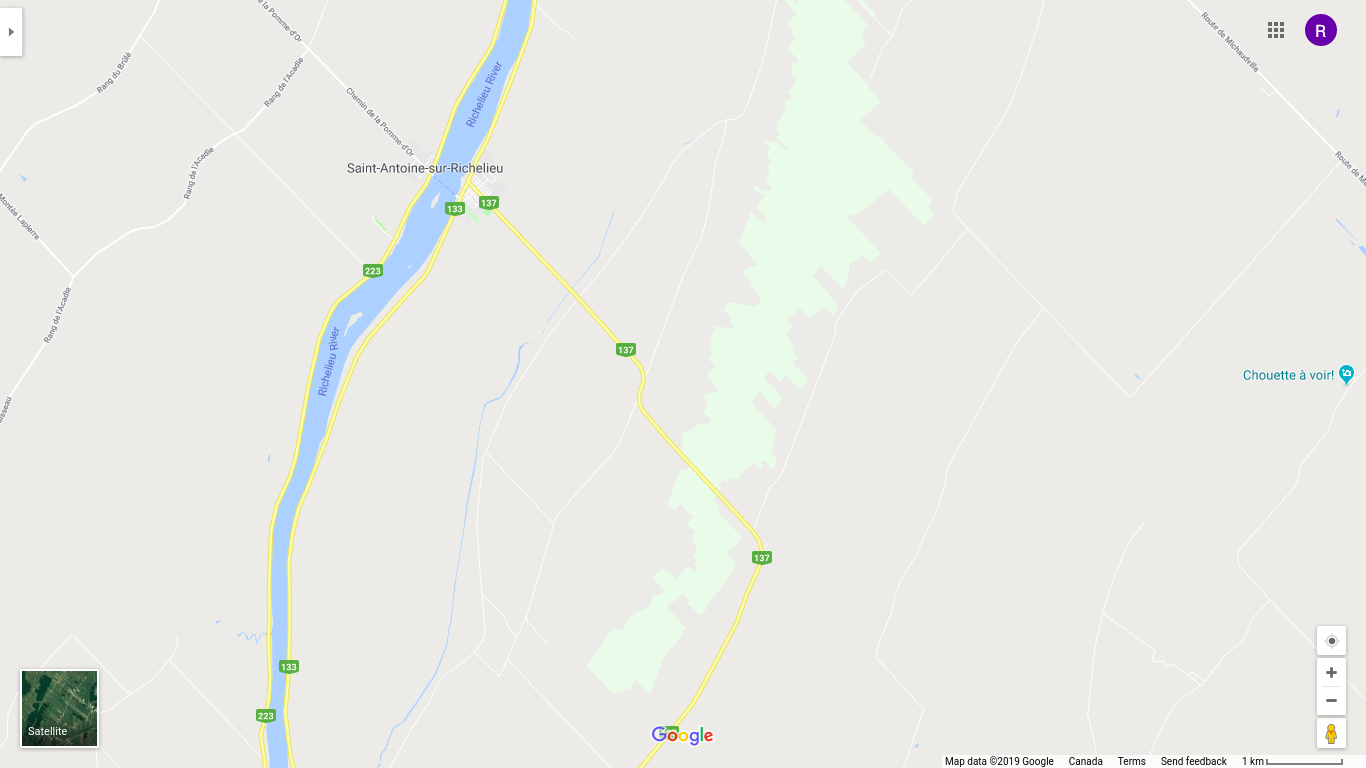 Chemin de la Pomme-d'Or
R
Route de Michaudville
Rang du Brûlé
Rang de l'Acadie
Richelieu River
Chemin de la Pomme-d'Or
Rang de l'Acadie
Saint-Antoine-sur-Richelieu
Route de Mi
Montée Lapierre
137
133
223
Rang de l'Acadie
Richelieu River
137
Chouette à voir!
137
133
223
Satellite
Google
Map data ©2019 Google Canada Terms Send feedback 1 km